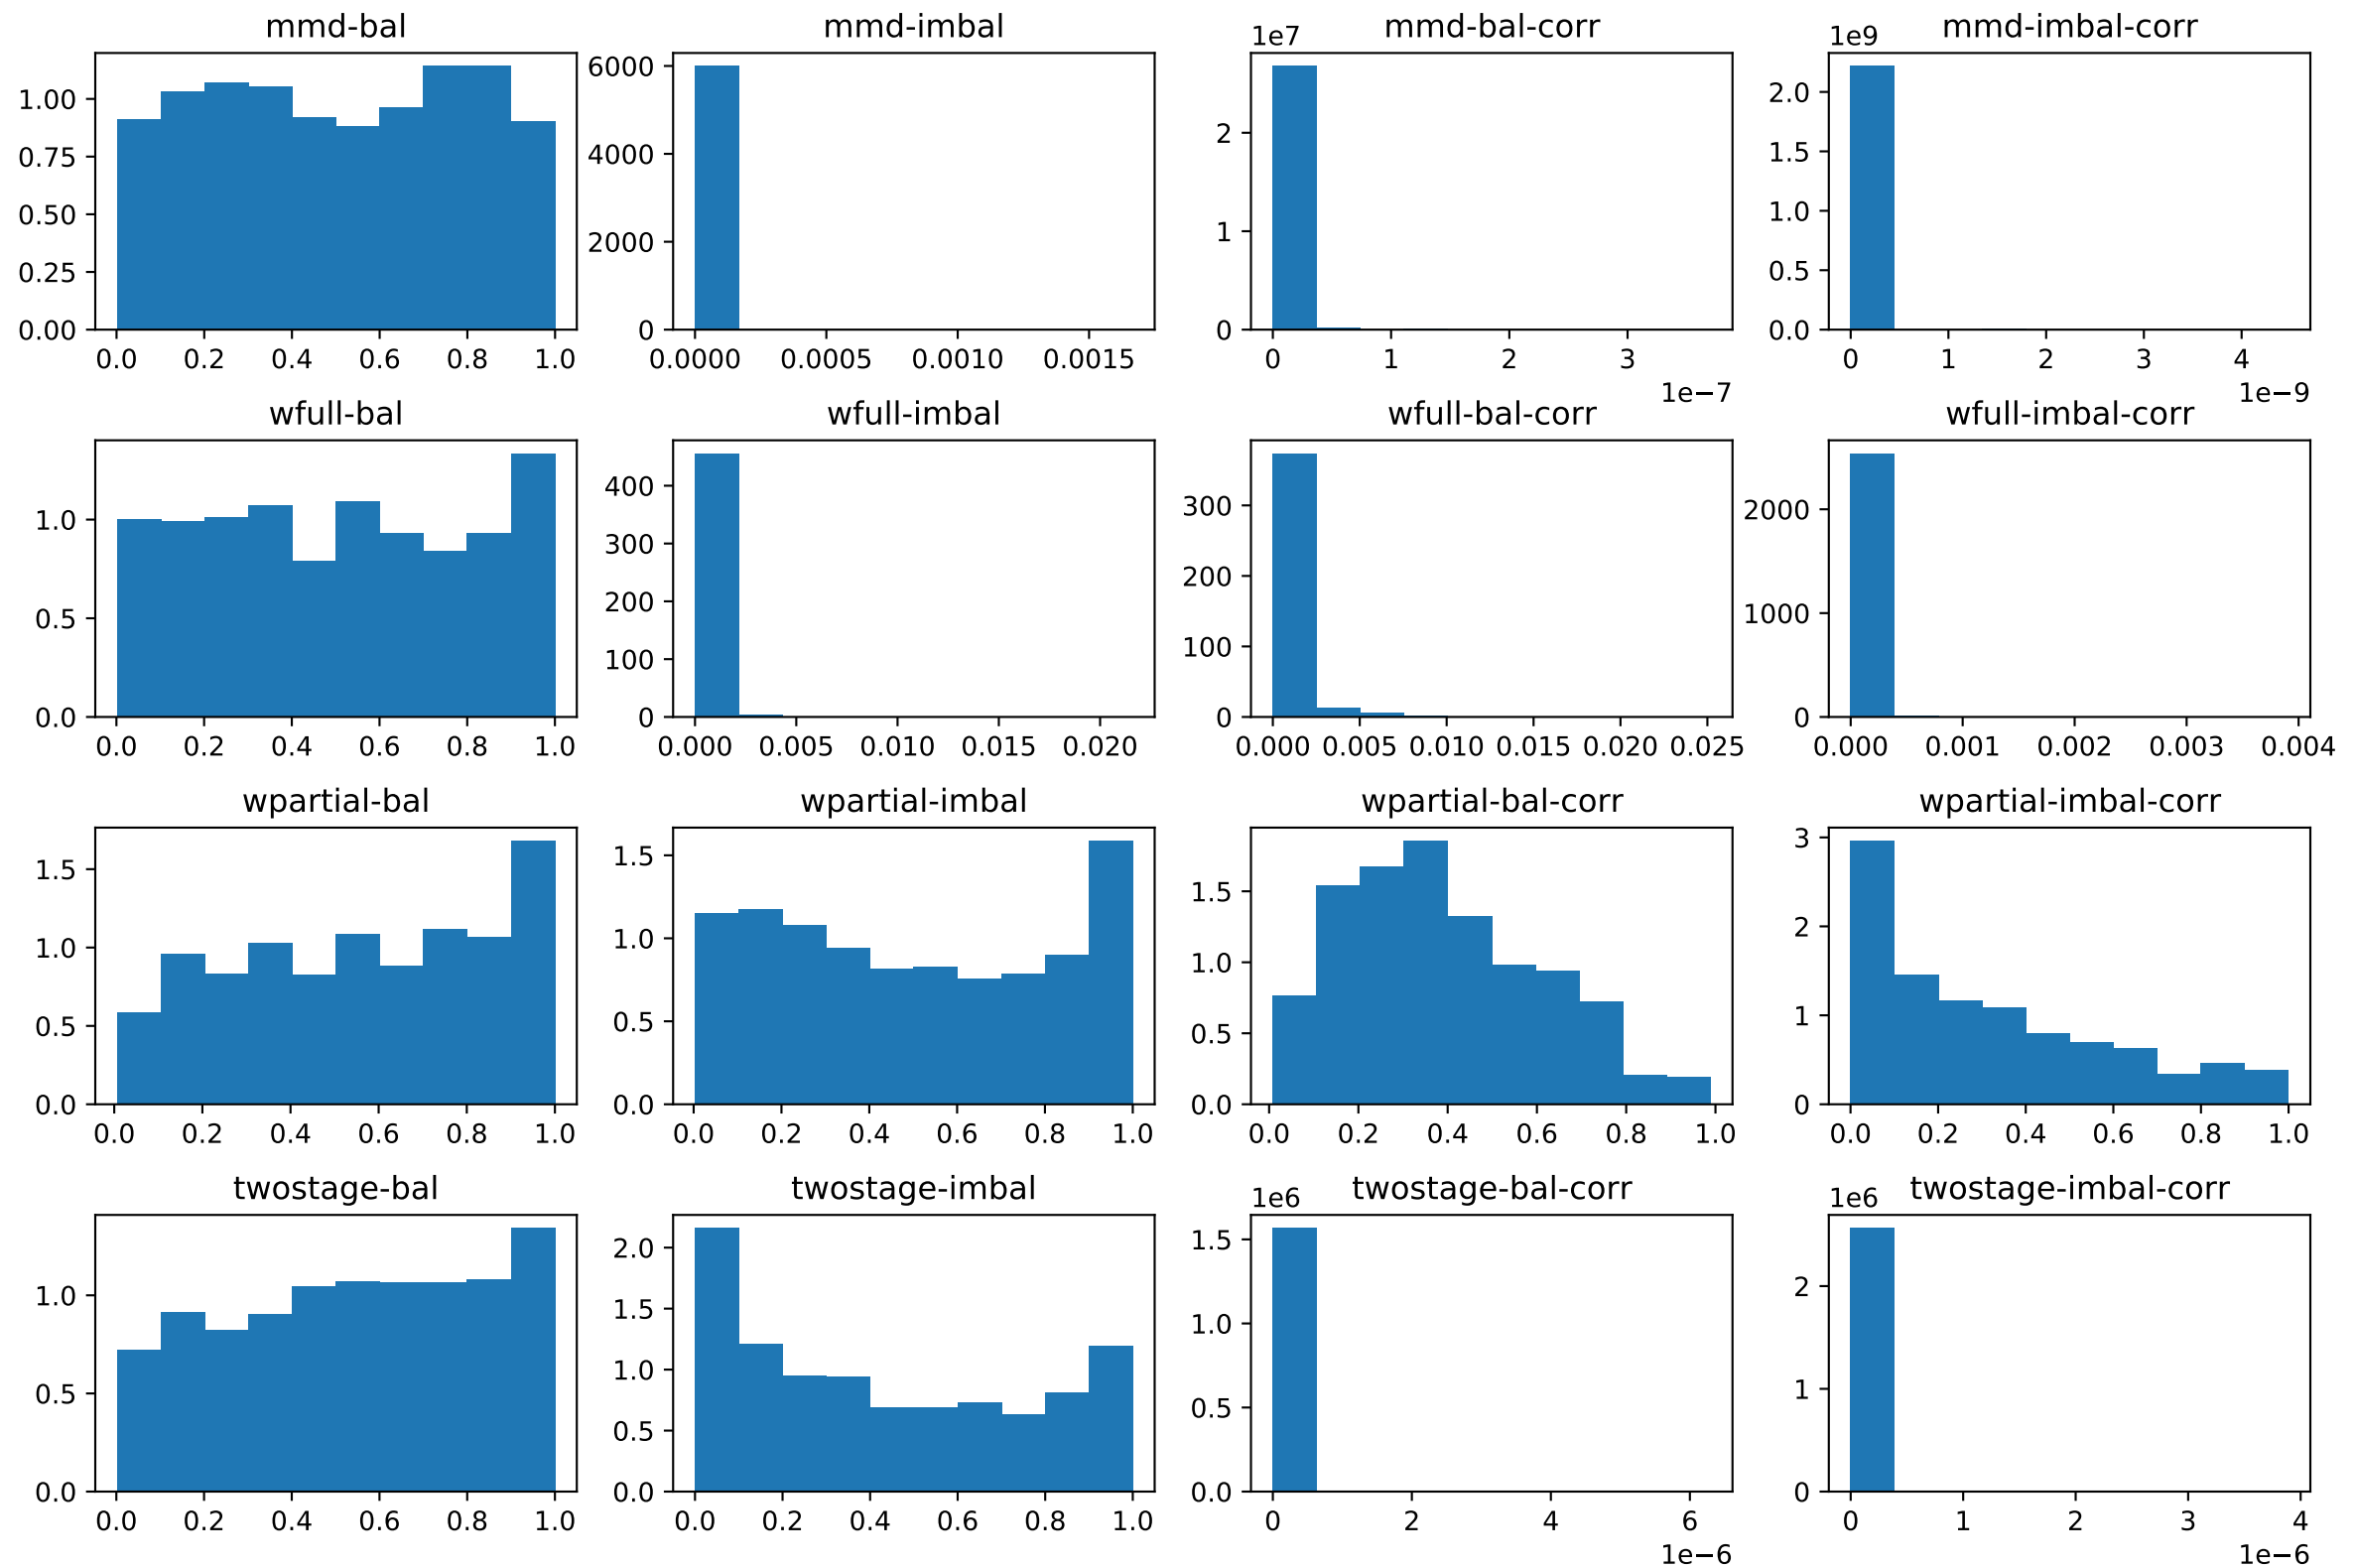 mmd-bal
mmd-imbal
mmd-bal-corr
mmd-imbal-corr
1e7
1e9
1.00
0.75
0.50
0.25
0.00
0.0 0.2 0.4 0.6 0.8 1.0
6000
4000
2000
0
0.0000 0.0005 0.0010 0.0015
2
1
0
0 1 2 3
1e−7
2.0
1.5
1.0
0.5
0.0
0 1 2 3 4
1e−9
wfull-bal
wfull-imbal
wfull-bal-corr
wfull-imbal-corr
1.0
0.5
0.0
0.0 0.2 0.4 0.6 0.8 1.0
400
300
200
100
0
0.000 0.005 0.010 0.015 0.020
300
200
100
0
0.000 0.005 0.010 0.015 0.020 0.025
2000
1000
0
0.000 0.001 0.002 0.003 0.004
wpartial-bal
wpartial-imbal
wpartial-bal-corr
wpartial-imbal-corr
1.5
1.0
0.5
0.0
0.0 0.2 0.4 0.6 0.8 1.0
1.5
1.0
0.5
0.0
0.0 0.2 0.4 0.6 0.8 1.0
1.5
1.0
0.5
0.0
0.0 0.2 0.4 0.6 0.8 1.0
3
2
1
0
0.0 0.2 0.4 0.6 0.8 1.0
twostage-bal
twostage-imbal
twostage-bal-corr
twostage-imbal-corr
1e6
1e6
1.0
0.5
0.0
0.0 0.2 0.4 0.6 0.8 1.0
2.0
1.5
1.0
0.5
0.0
0.0 0.2 0.4 0.6 0.8 1.0
1.5
1.0
0.5
0.0
0 2 4 6
1e−6
2
1
0
0 1 2 3 4
1e−6